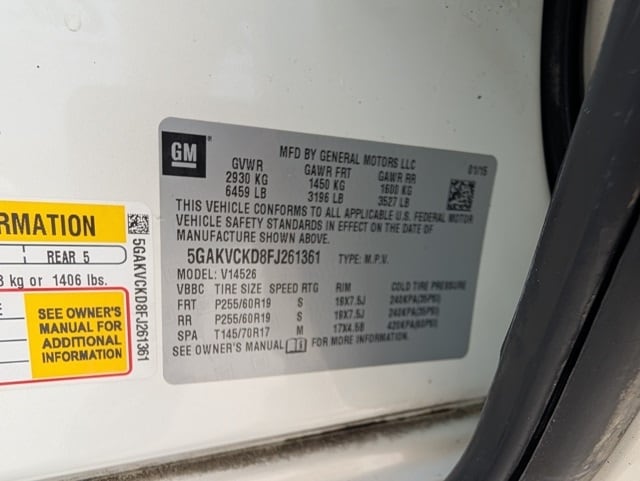 GM®
MFD BY GENERAL MOTORS LLC 01/15
GVWR GAWR FRT GAWR RR
2930 KG 1450 KG 1600 KG
6459 LB 3196 LB 3527 LB
THIS VEHICLE CONFORMS TO ALL APPLICABLE U.S. FEDERAL MOTOR
VEHICLE SAFETY STANDARDS IN EFFECT ON THE DATE OF
MANUFACTURE SHOWN ABOVE.
5GAKVCKD8FJ261361 TYPE: M.P.V.
MODEL: V14526
VBBC TIRE SIZE SPEED RTG RIM COLD TIRE PRESSURE
FRT P255/60R19 S 19X7.5J 240KPA(35PSI)
RR P255/60R19 S 19X7.5J 240KPA(35PSI)
SPA T145/70R17 M 17X4.5B 420KPA(60PSI)
SEE OWNER'S MANUAL FOR MORE INFORMATION.
RMATION
REAR 5
kg or 1406 lbs.
SEE OWNER'S
MANUAL FOR
ADDITIONAL
INFORMATION
5GAKVCKD8FJ261361